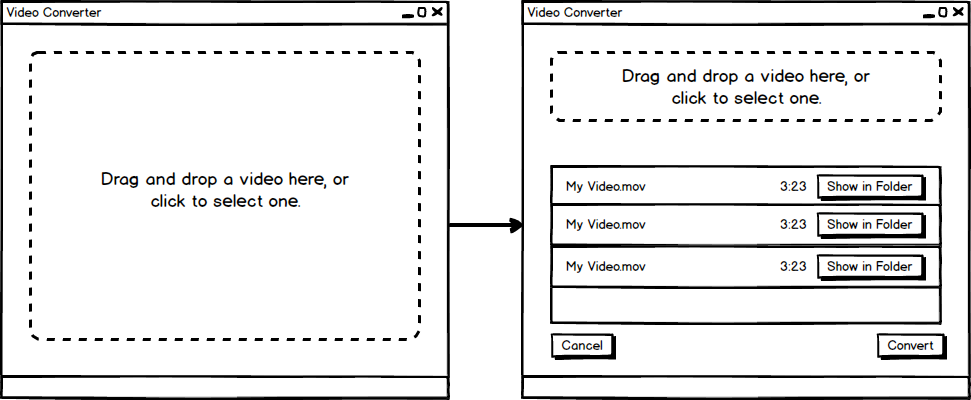 Video Converter
Drag and drop a video here, or
click to select one.
Video Converter
Drag and drop a video here, or
click to select one.
My Video.mov 3:23 Show in Folder
My Video.mov 3:23 Show in Folder
My Video.mov 3:23 Show in Folder
Cancel Convert